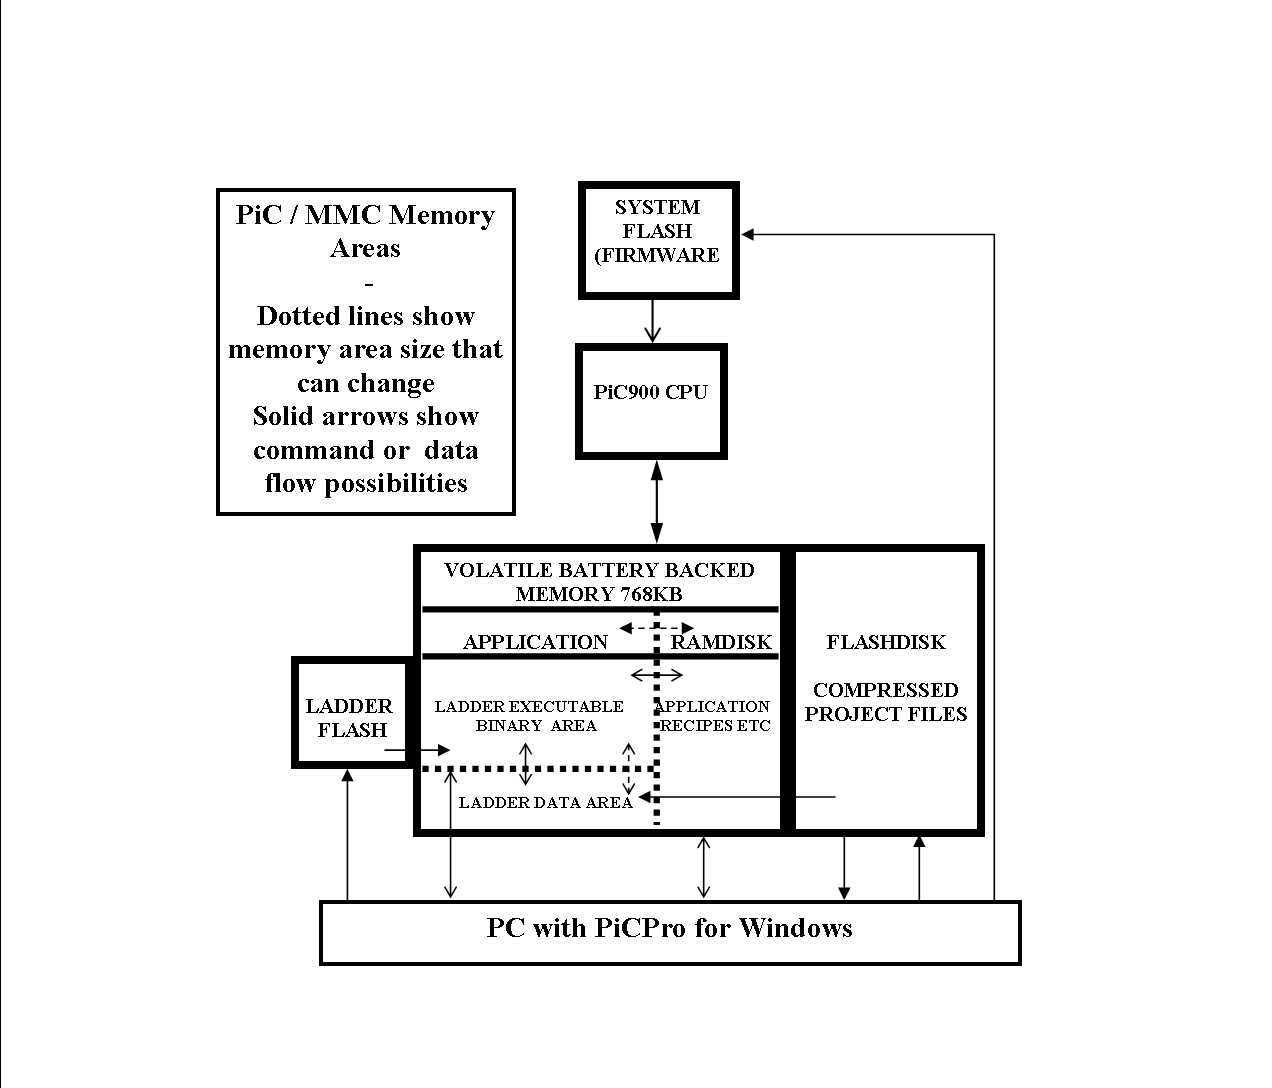 PiC / MMC Memory
Areas
-
Dotted lines show
memory area size that
can change
Solid arrows show
command or data
flow possibilities
SYSTEM
FLASH
(FIRMWARE
PiC900 CPU
VOLATILE BATTERY BACKED
MEMORY 768KB
APPLICATION
RAMDISK
LADDER EXECUTABLE
BINARY AREA
APPLICATION
RECIPES ETC
LADDER DATA AREA
FLASHDISK
COMPRESSED
PROJECT FILES
LADDER
FLASH
PC with PiCPro for Windows